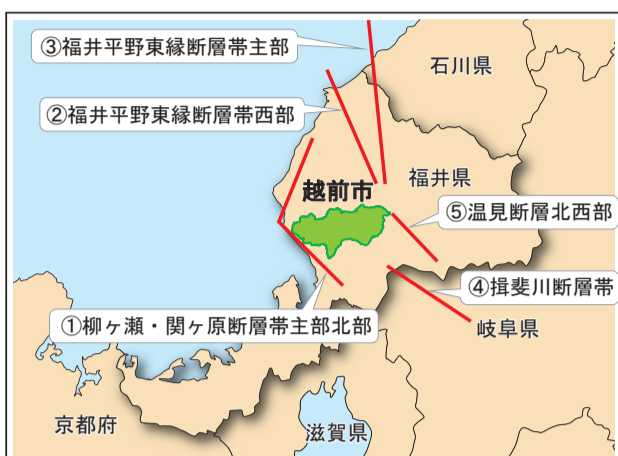 ③福井平野東縁断層帯主部
石川県
②福井平野東縁断層帯西部
越前市
福井県
⑤温見断層北西部
④揖斐川断層帯
①柳ヶ瀬・関ヶ原断層帯主部北部
岐阜県
京都府
滋賀県